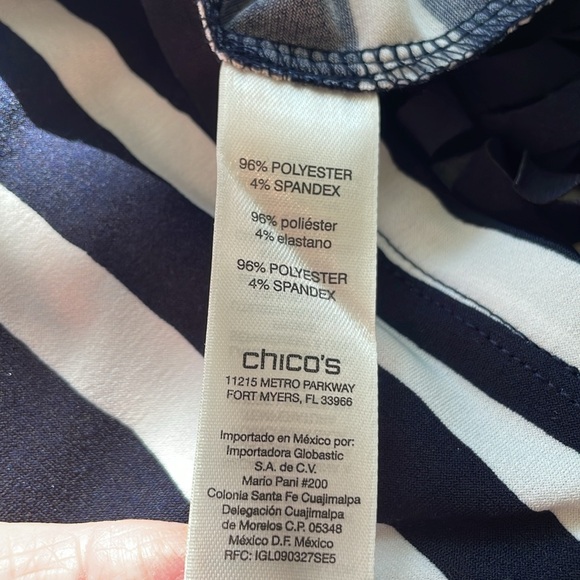 96% POLYESTER
4% SPANDEX
96% poliéster
4% elastano
96% POLYESTER
4% SPANDEX
chico's
11215 METRO PARKWAY
FORT MYERS, FL 33966
Importado en México por:
Importadora Globastic
S.A. de C.V.
Mario Pani #200
Colonia Santa Fe Cuajimalpa
Delegación Cuajimalpa
de Morelos C.P. 05348
México D.F. México
RFC: IGL090327SE5